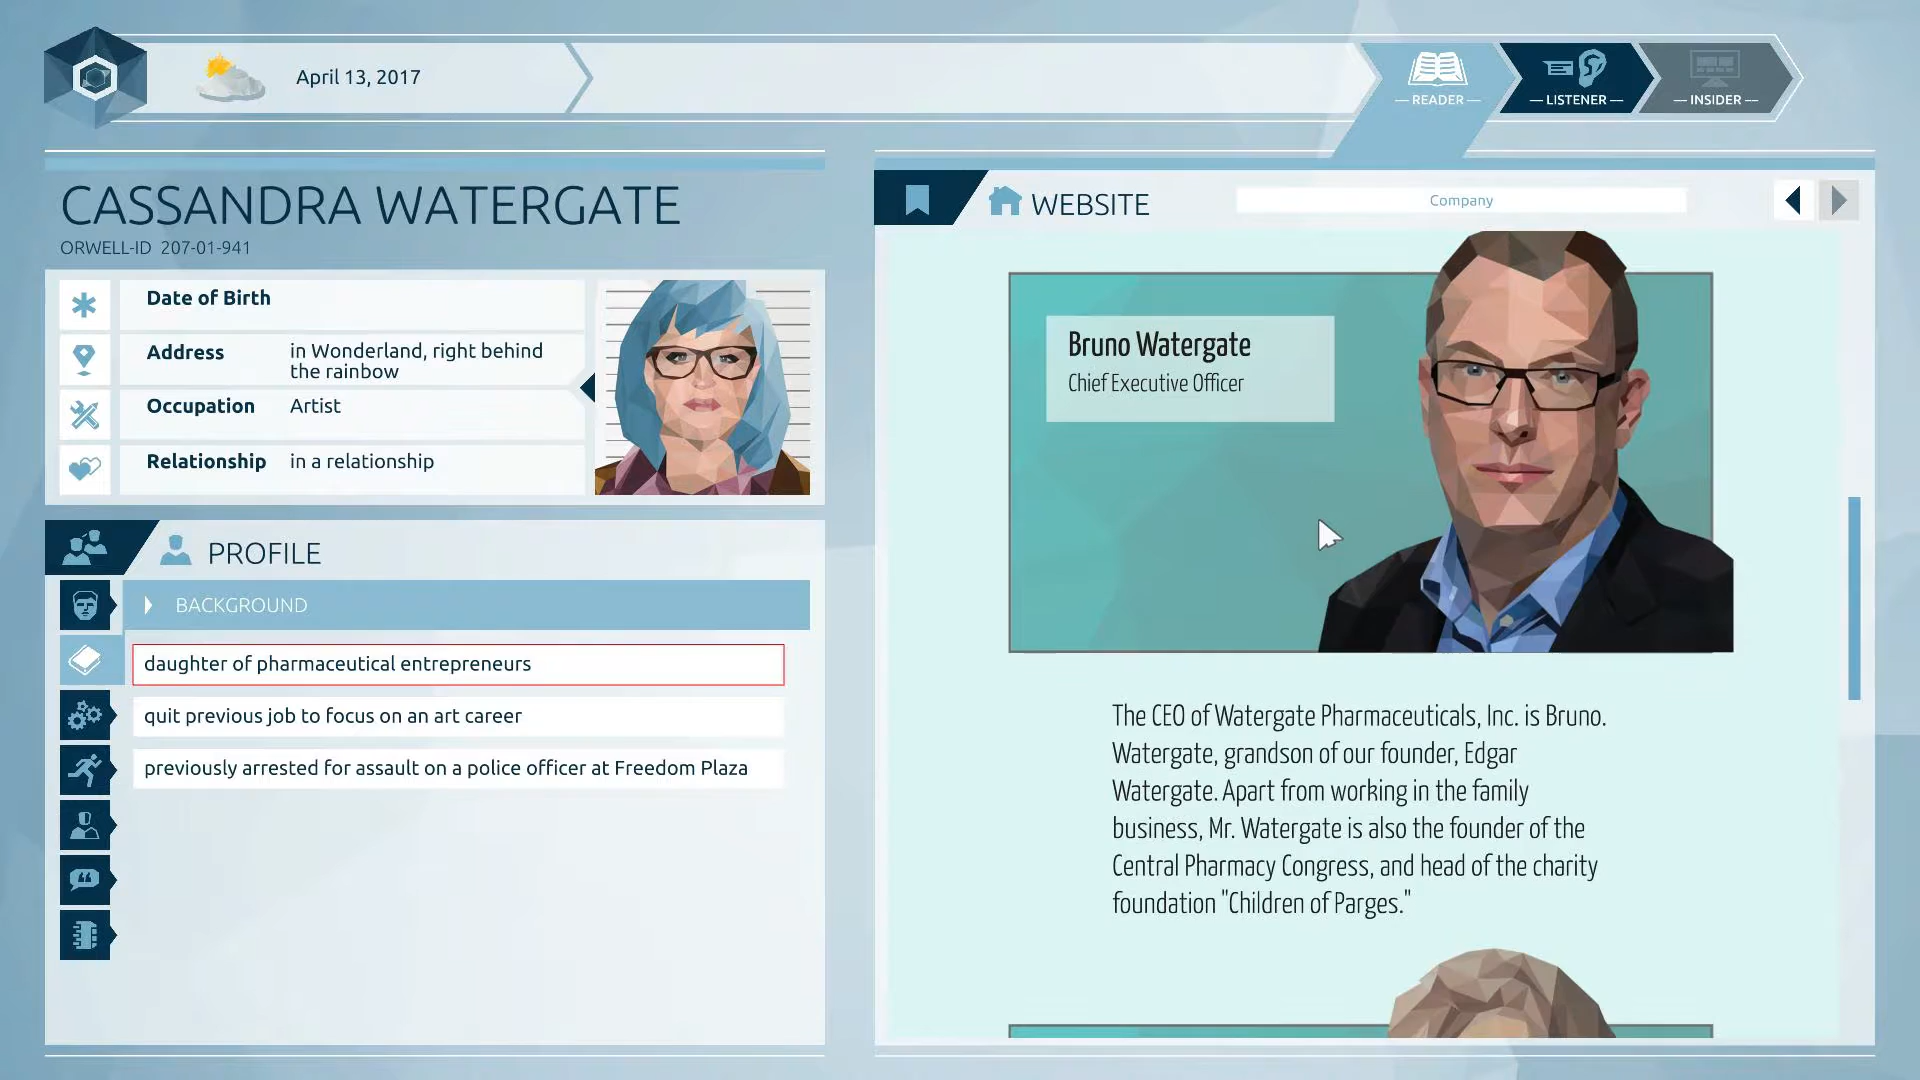 April 13, 2017
— READER —
— LISTENER —
— INSIDER —
CASSANDRA WATERGATE
ORWELL-ID 207-01-941
Date of Birth
Address in Wonderland, right behind
the rainbow
Occupation Artist
Relationship in a relationship
PROFILE
BACKGROUND
daughter of pharmaceutical entrepreneurs
quit previous job to focus on an art career
previously arrested for assault on a police officer at Freedom Plaza
WEBSITE
Company
Bruno Watergate
Chief Executive Officer
The CEO of Watergate Pharmaceuticals, Inc. is Bruno.
Watergate, grandson of our founder, Edgar
Watergate. Apart from working in the family
business, Mr. Watergate is also the founder of the
Central Pharmacy Congress, and head of the charity
foundation "Children of Parges."